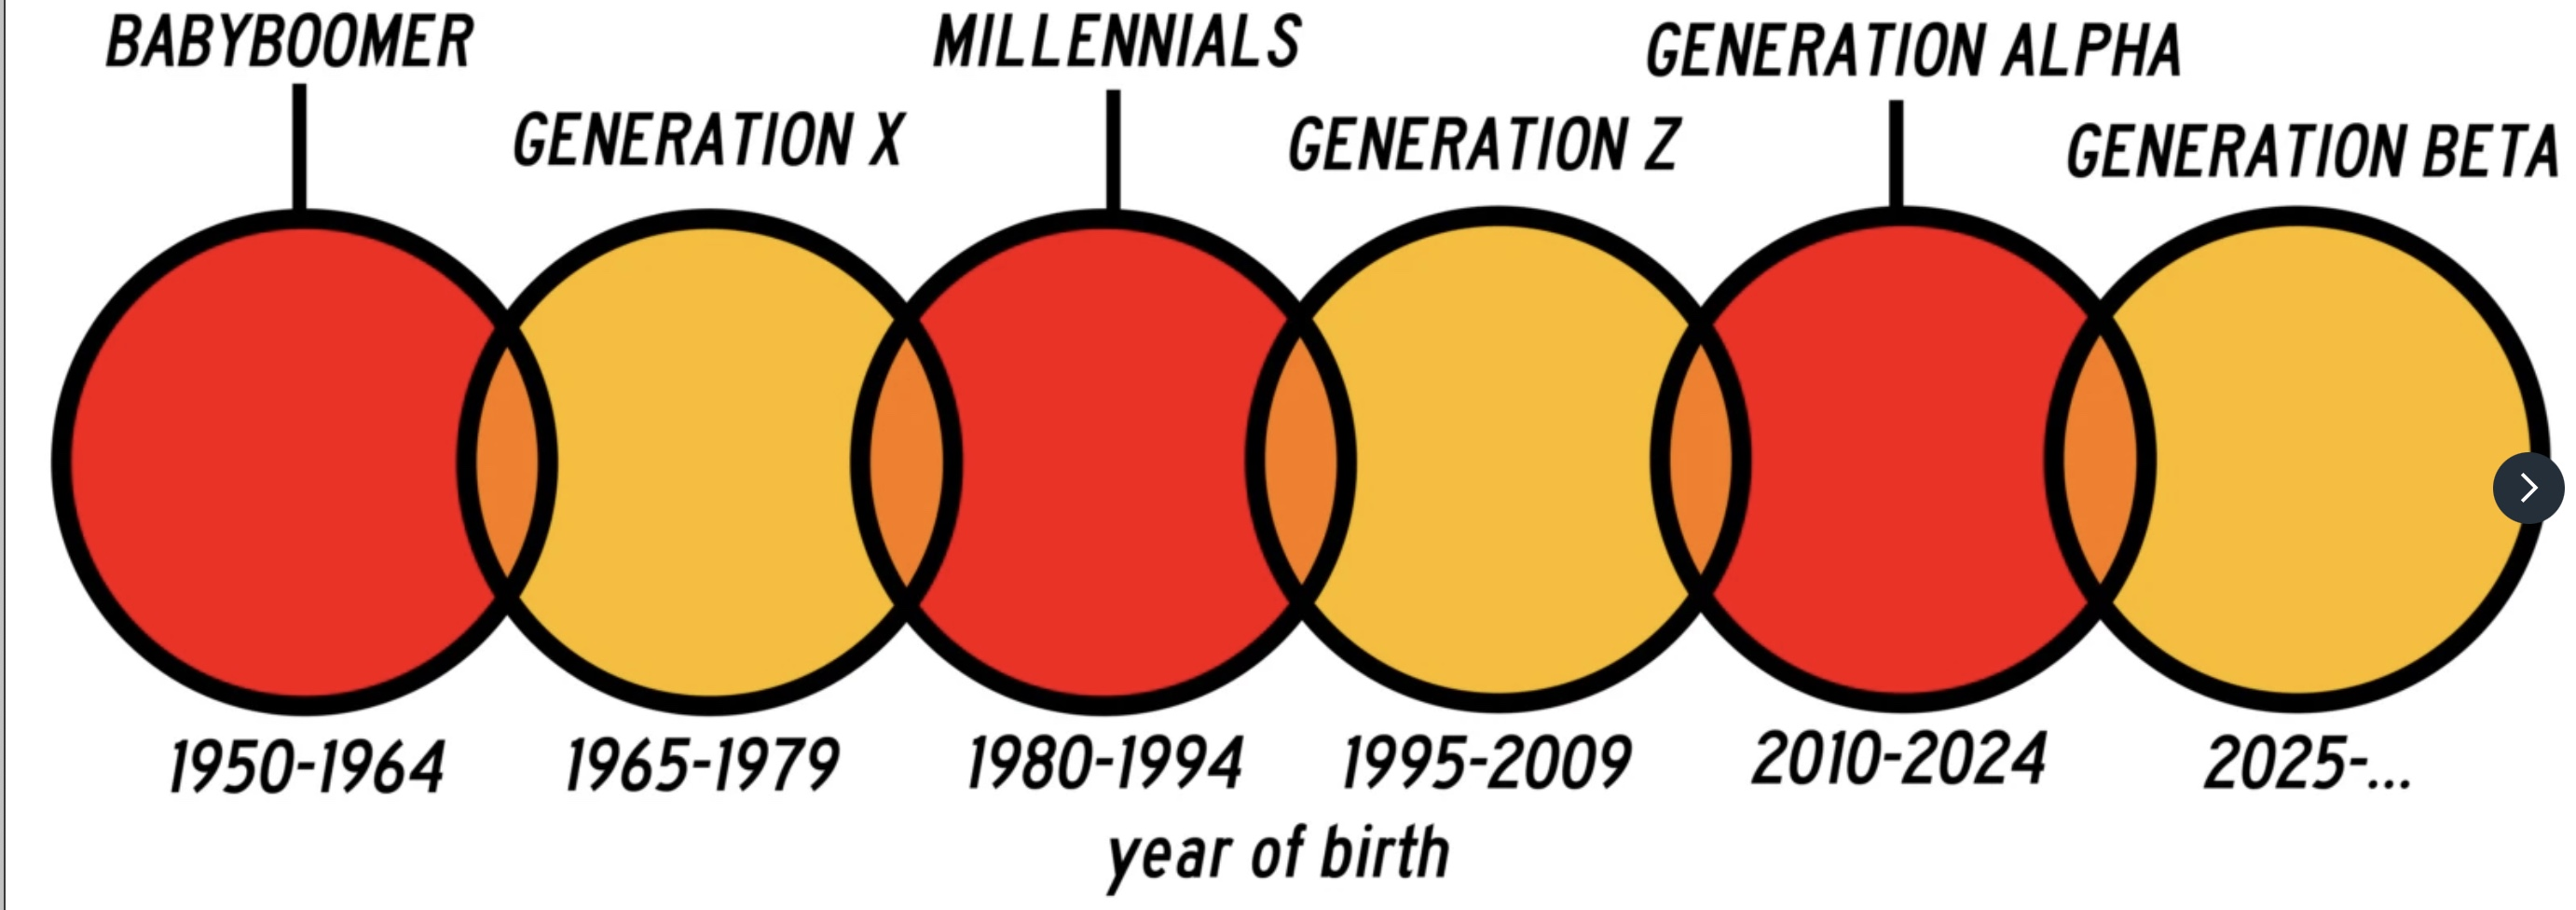 BABYBOOMER
GENERATION X
MILLENNIALS
GENERATION Z
GENERATION ALPHA
GENERATION BETA
1950-1964
1965-1979
1980-1994
1995-2009
2010-2024
2025-...
year of birth